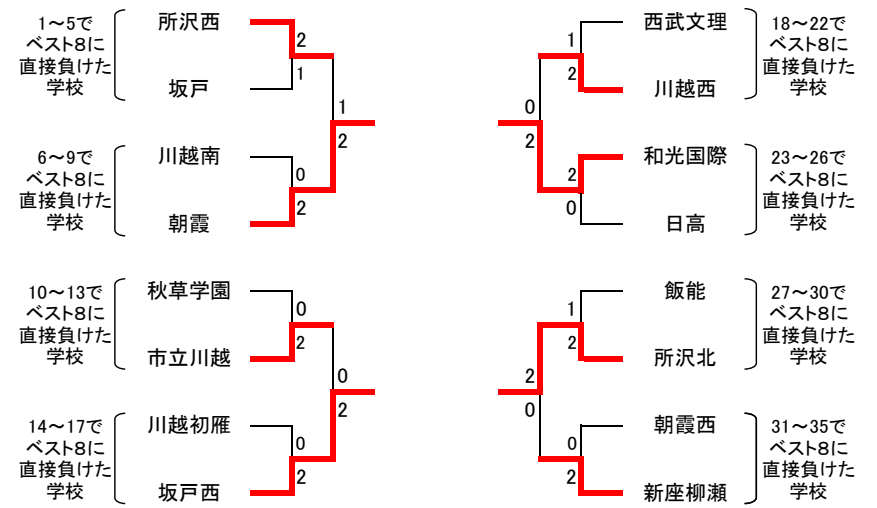 1～5で
ベスト8に
直接負けた
学校
所沢西
2
1
坂戸
1
2
6～9で
ベスト8に
直接負けた
学校
川越南
0
2
朝霞
10～13で
ベスト8に
直接負けた
学校
秋草学園
0
2
市立川越
0
2
14～17で
ベスト8に
直接負けた
学校
川越初雁
0
2
坂戸西
西武文理
1
2
川越西
18～22で
ベスト8に
直接負けた
学校
0
2
和光国際
2
0
日高
23～26で
ベスト8に
直接負けた
学校
飯能
1
2
所沢北
27～30で
ベスト8に
直接負けた
学校
2
0
朝霞西
0
2
新座柳瀬
31～35で
ベスト8に
直接負けた
学校